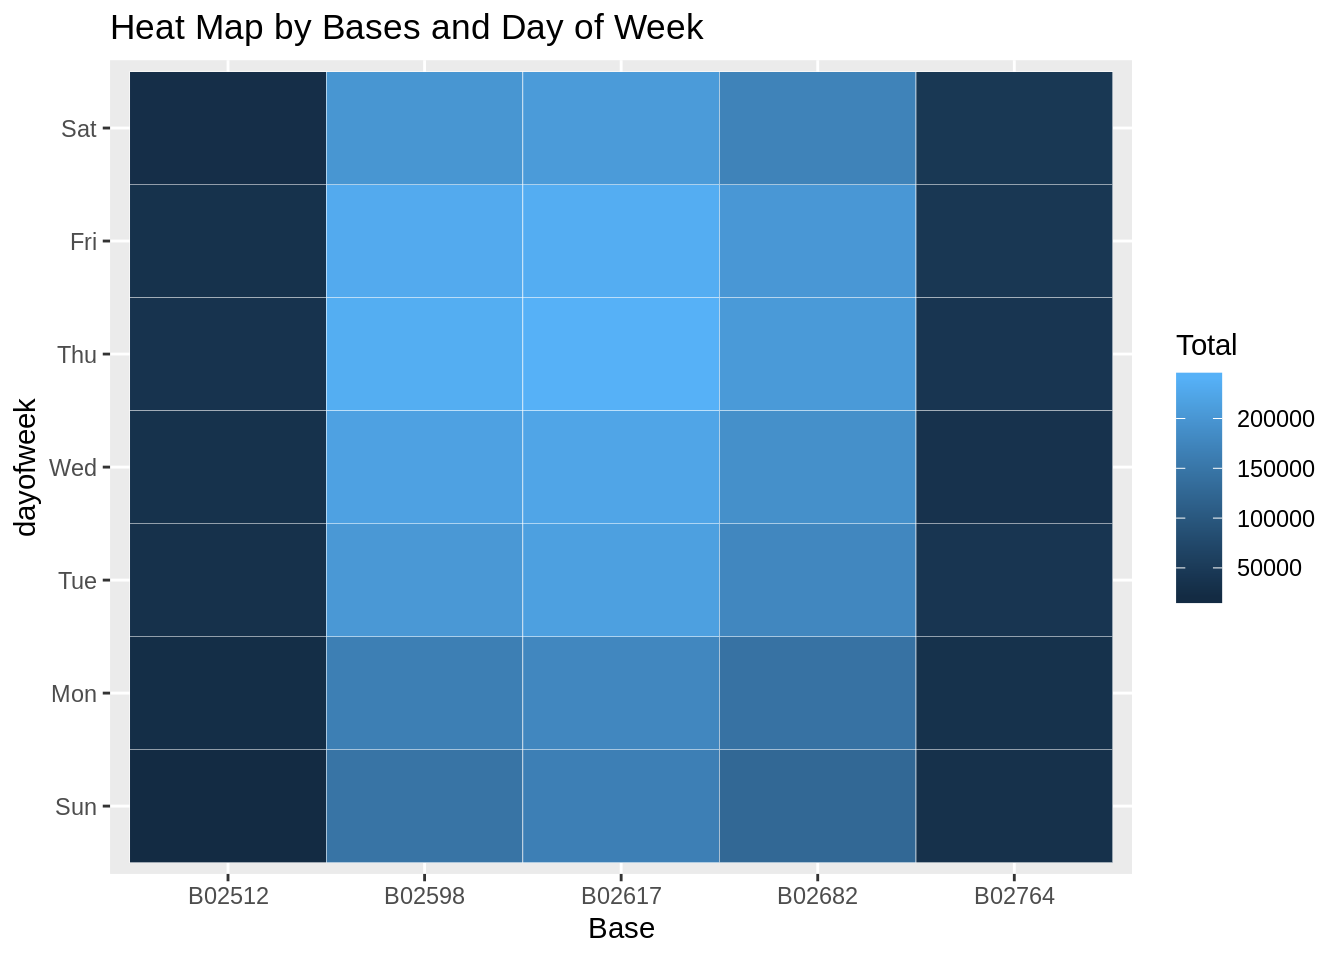 Heat Map by Bases and Day of Week
Sat
Fri
Thu
Wed
Tue
Mon
Sun
dayofweek
B02512 B02598 B02617 B02682 B02764
Base
Total
200000
150000
100000
50000